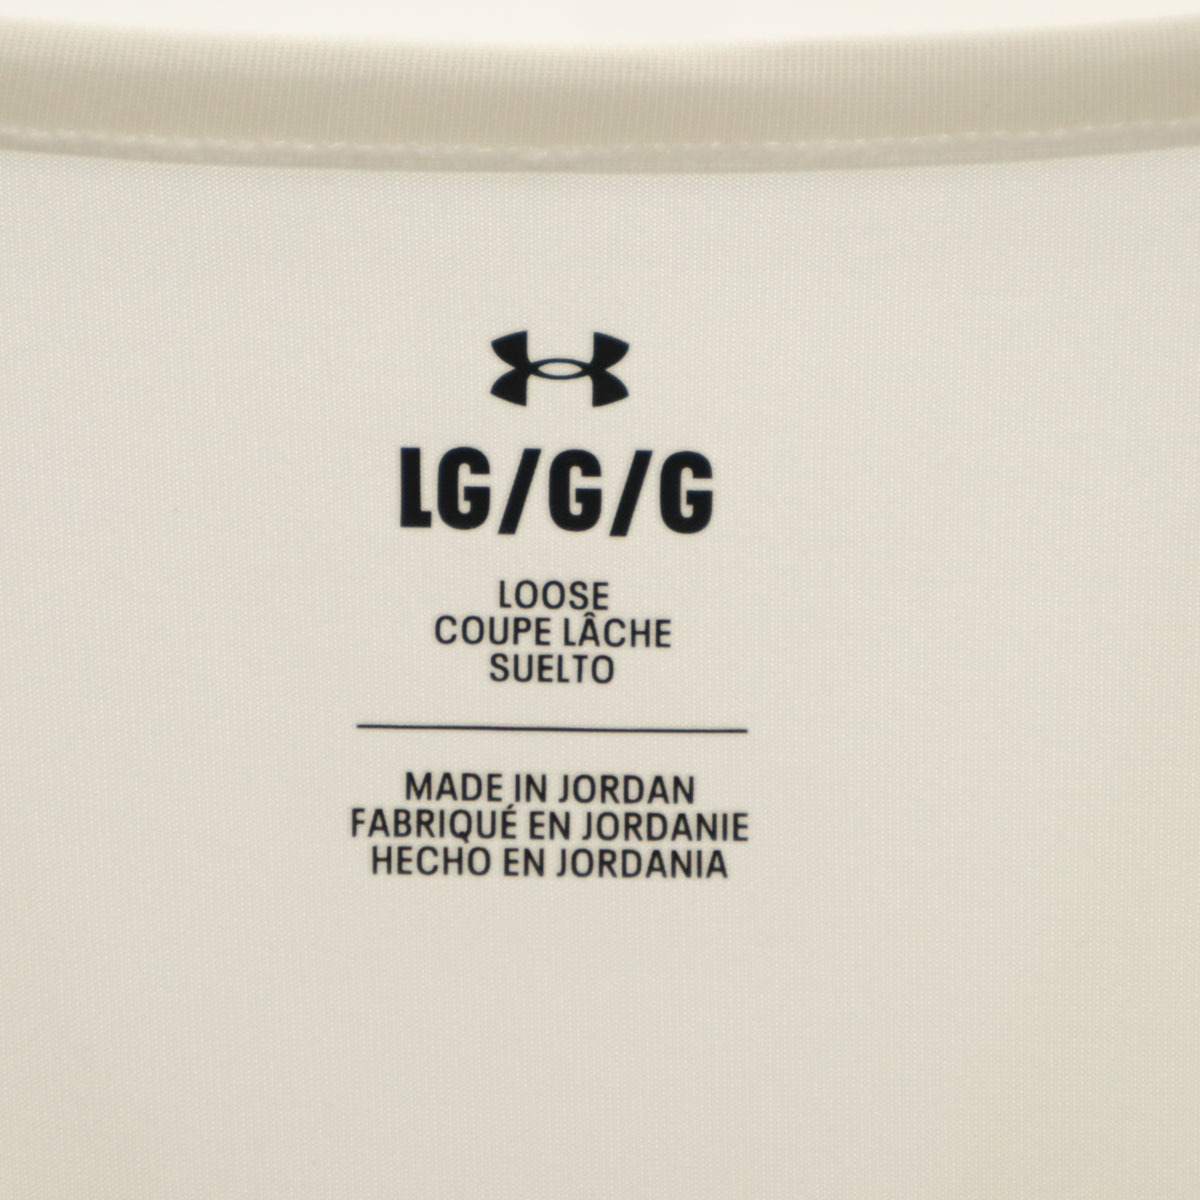 LG/G/G
LOOSE
COUPE LÂCHE
SUELTO
MADE IN JORDAN
FABRIQUÉ EN JORDANIE
HECHO EN JORDANIA